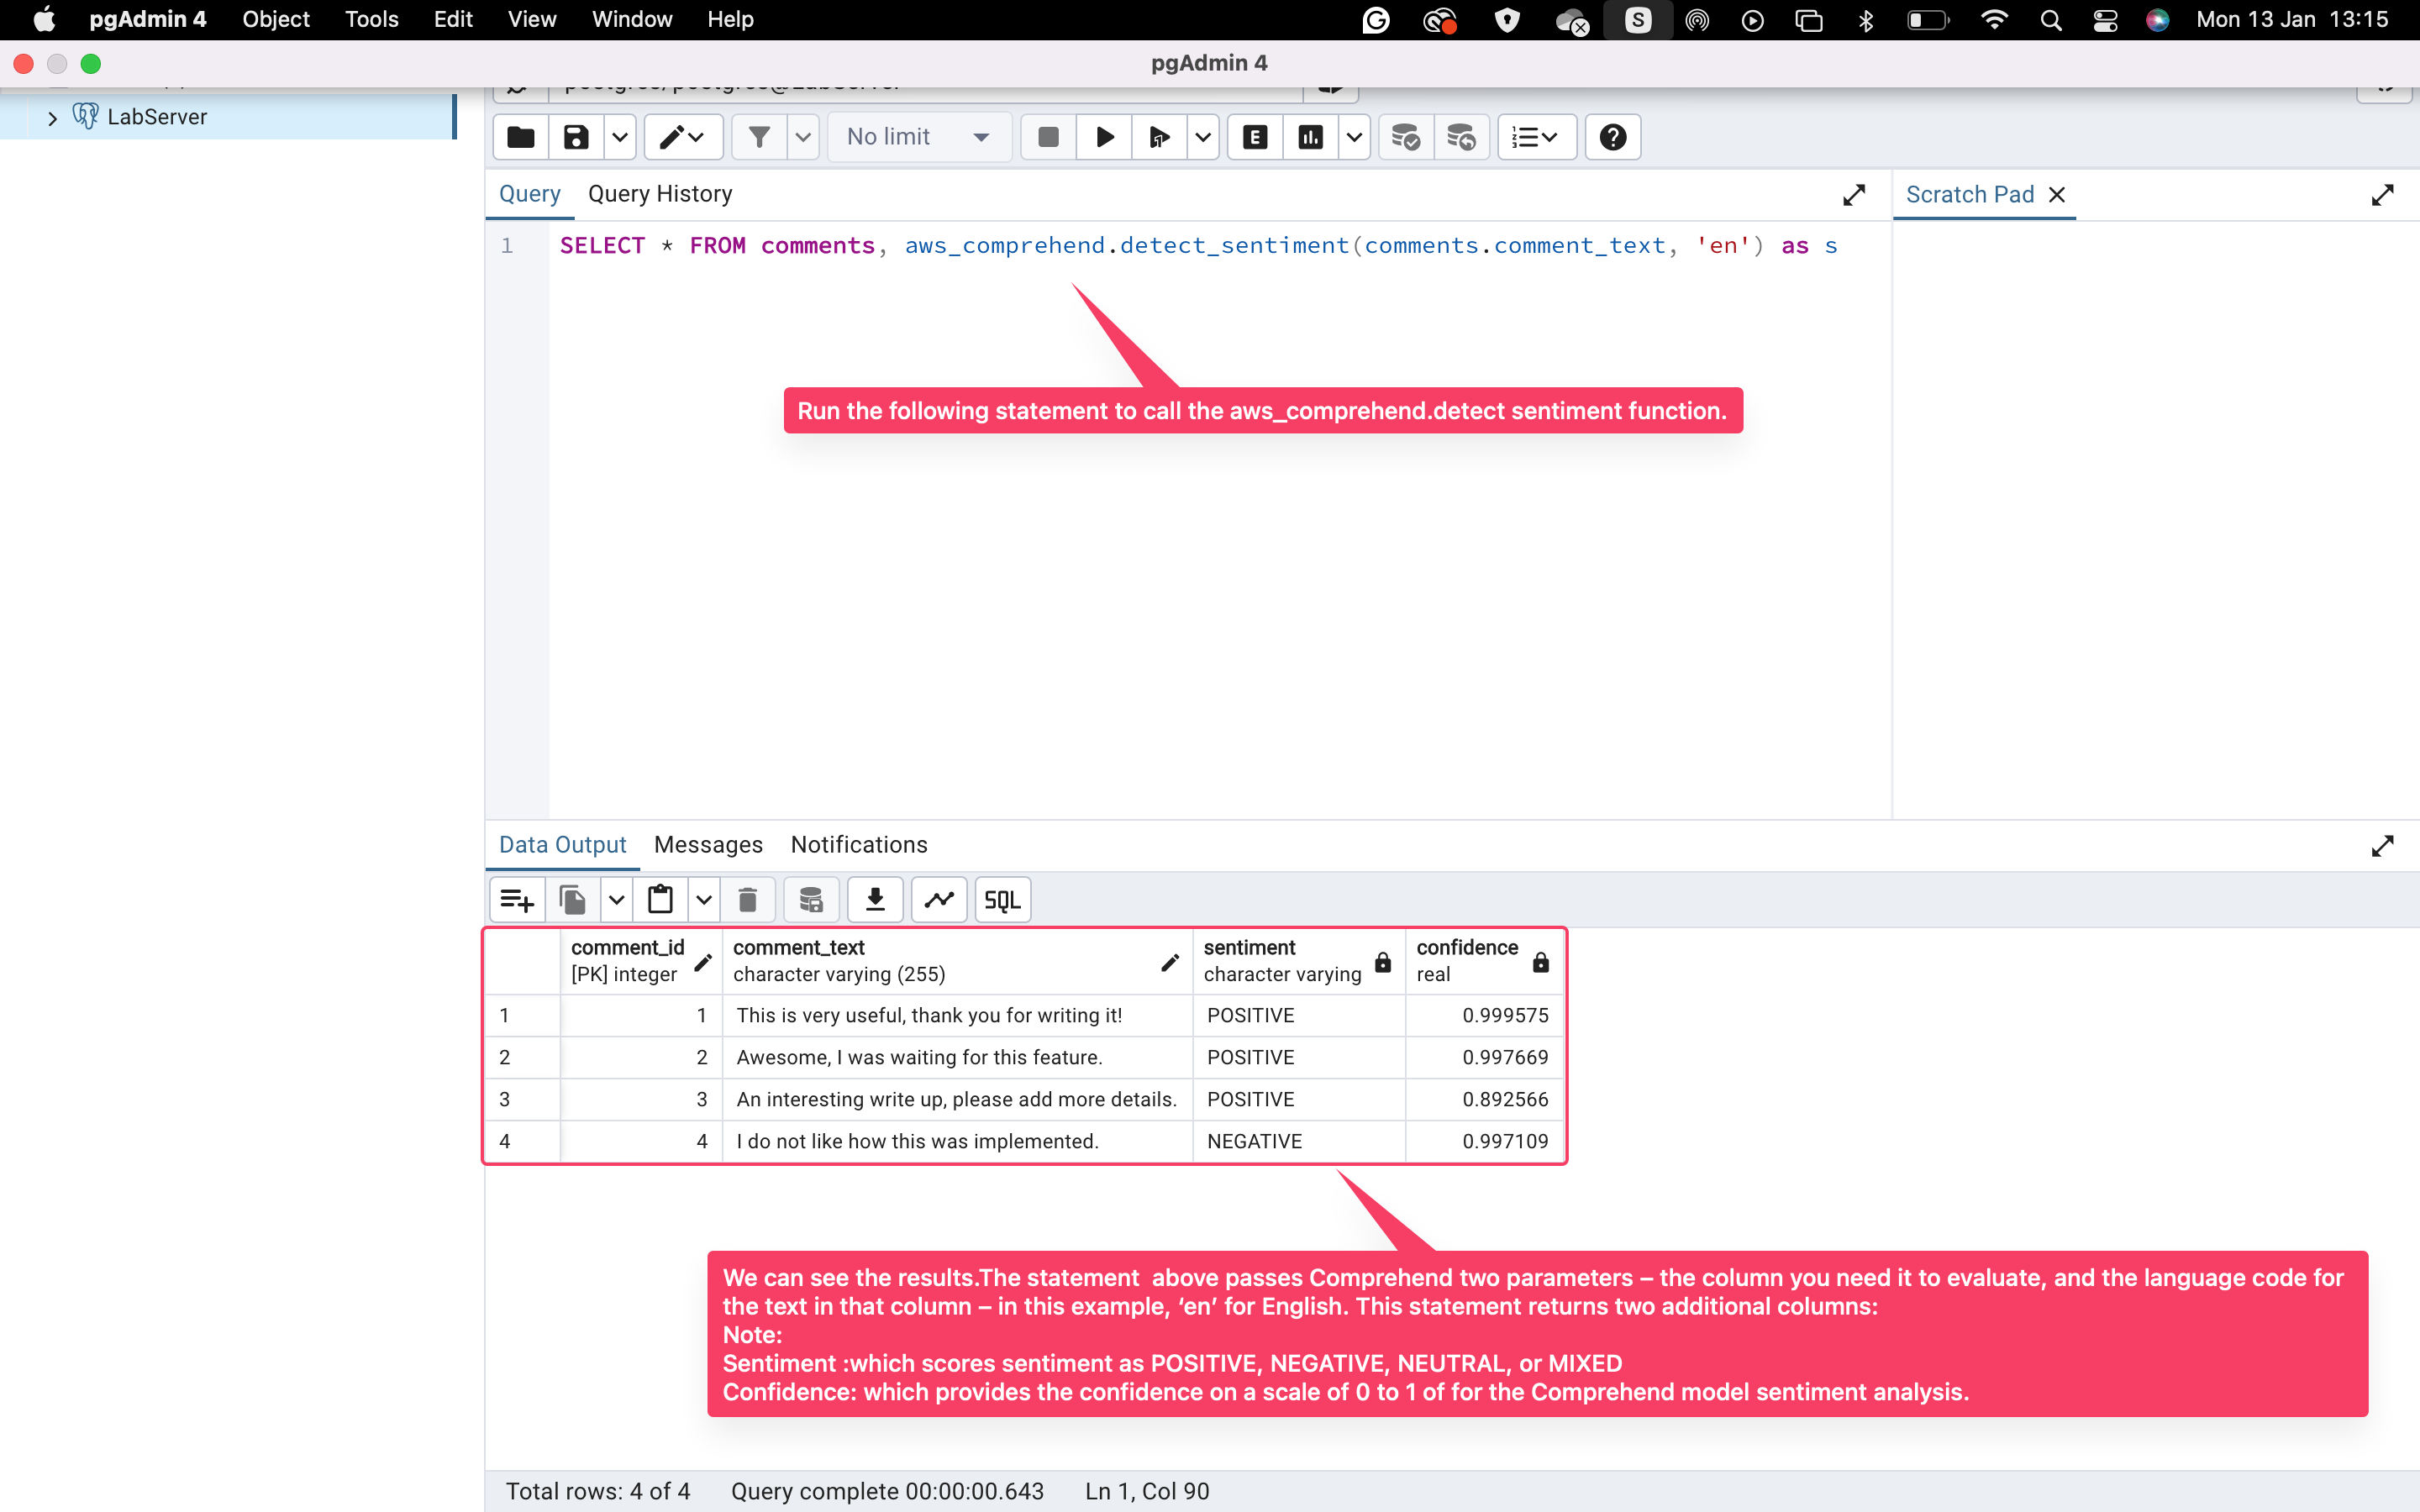 pgAdmin 4 Object Tools Edit View Window Help S Mon 13 Jan 13:15
pgAdmin 4
LabServer
No limit
E
Query Query History
Scratch Pad
1 SELECT * FROM comments, aws_comprehend.detect_sentiment(comments.comment_text, 'en') as s
Run the following statement to call the aws_comprehend.detect sentiment function.
Data Output Messages Notifications
SQL
comment_id comment_text sentiment confidence
[PK] integer character varying (255) character varying real
1 1 This is very useful, thank you for writing it! POSITIVE 0.999575
2 2 Awesome, I was waiting for this feature. POSITIVE 0.997669
3 3 An interesting write up, please add more details. POSITIVE 0.892566
4 4 I do not like how this was implemented. NEGATIVE 0.997109
We can see the results.The statement  above passes Comprehend two parameters – the column you need it to evaluate, and the language code for
the text in that column – in this example, ‘en’ for English. This statement returns two additional columns:
Note:
Sentiment :which scores sentiment as POSITIVE, NEGATIVE, NEUTRAL, or MIXED
Confidence: which provides the confidence on a scale of 0 to 1 of for the Comprehend model sentiment analysis.
Total rows: 4 of 4 Query complete 00:00:00.643 Ln 1, Col 90